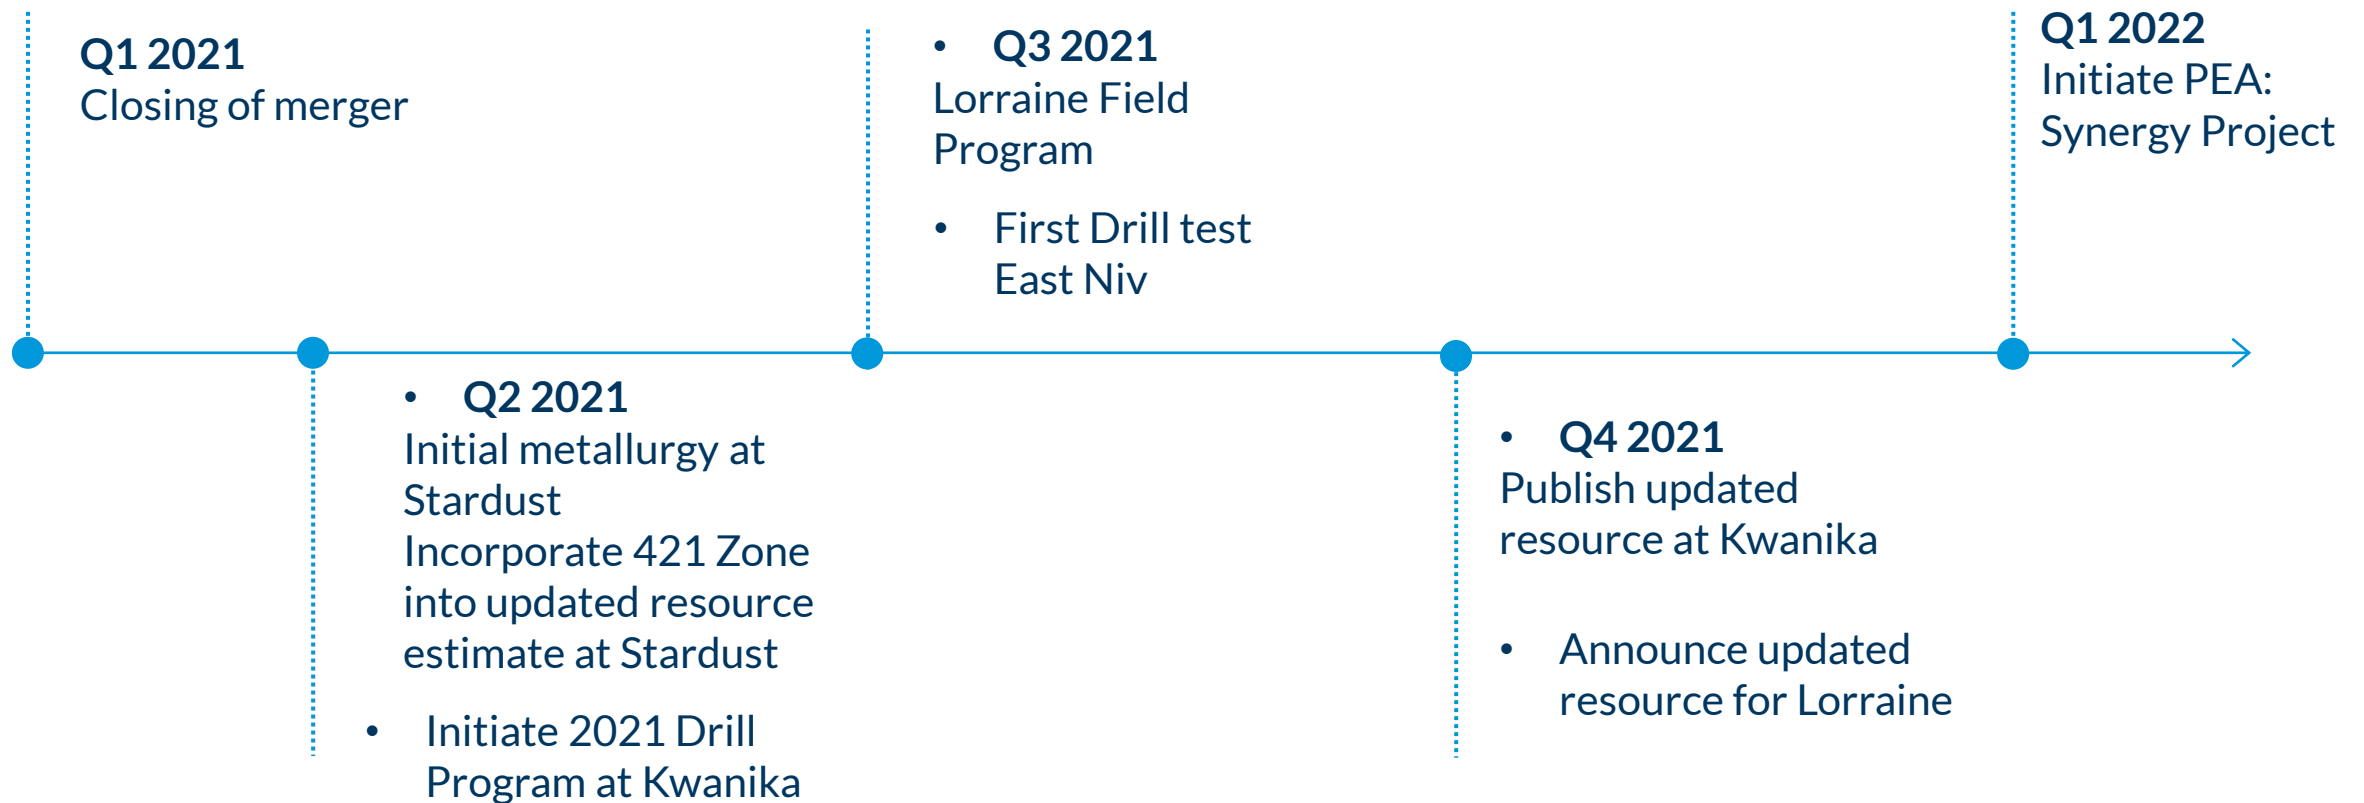 Q1 2021
Closing of merger
• Q2 2021
Initial metallurgy at
Stardust
Incorporate 421 Zone
into updated resource
estimate at Stardust
• Initiate 2021 Drill
Program at Kwanika
• Q3 2021
Lorraine Field
Program
• First Drill test
East Niv
• Q4 2021
Publish updated
resource at Kwanika
• Announce updated
resource for Lorraine
Q1 2022
Initiate PEA:
Synergy Project